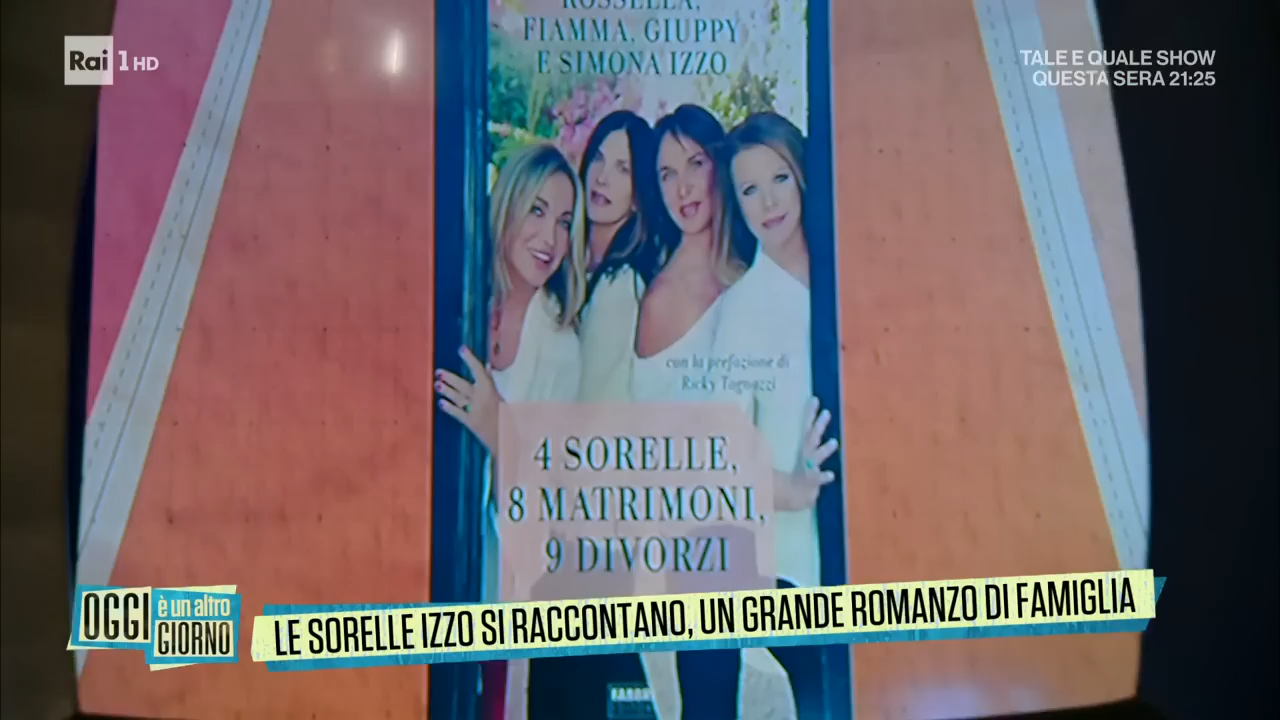 Rai 1HD
TALE E QUALE SHOW
QUESTA SERA 21:25
ROSSELLA,
FIAMMA, GIUPPY
E SIMONA IZZO
con la prefazione di
Ricky Tognazzi
4 SORELLE,
8 MATRIMONI,
9 DIVORZI
OGGI è un altro GIORNO
LE SORELLE IZZO SI RACCONTANO, UN GRANDE ROMANZO DI FAMIGLIA